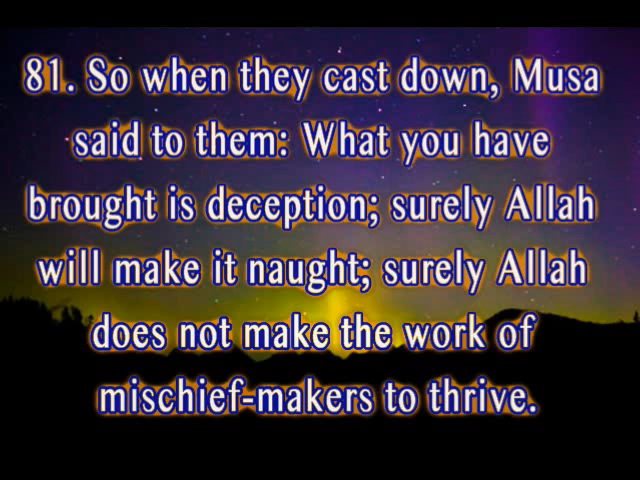 81. So when they cast down, Musa
said to them: What you have
brought is deception; surely Allah
will make it naught; surely Allah
does not make the work of
mischief-makers to thrive.